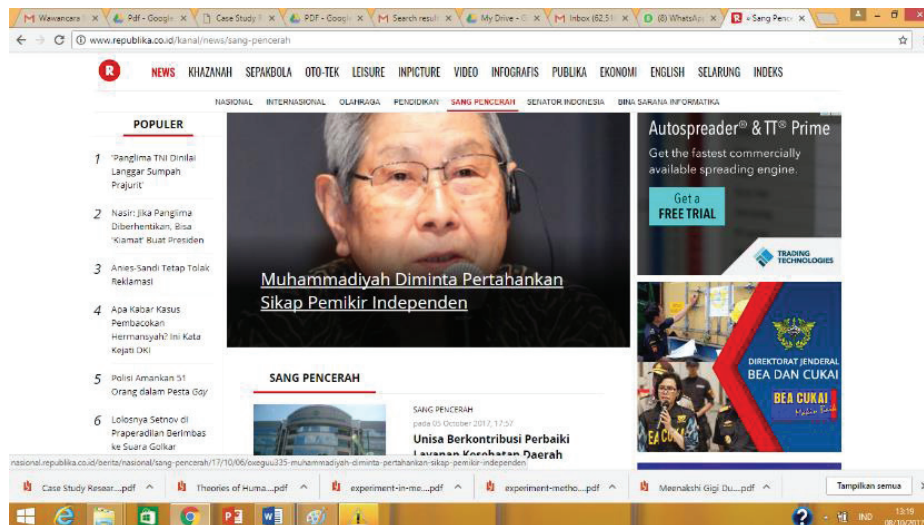 Wawancara
Pdf - Google
Case Study
PDF - Google
Search result
My Drive - G
Inbox (62.51
(8) WhatsApp
Sang Penc
www.republika.co.id/kanal/news/sang-pencerah
R NEWS KHAZANAH SEPAKBOLA OTO-TEK LEISURE INPICTURE VIDEO INFOGRAFIS PUBLIKA EKONOMI ENGLISH SELARUNG INDEKS
NASIONAL INTERNASIONAL OLAHRAGA PENDIDIKAN SANG PENCERAH SENATOR INDONESIA BINA SARANA INFORMATIKA
POPULER
1 'Panglima TNI Dinilai
Langgar Sumpah
Prajurit'
2 Nasir: Jika Panglima
Diberhentikan, Bisa
'Kiamat' Buat Presiden
3 Anies-Sandi Tetap Tolak
Reklamasi
4 Apa Kabar Kasus
Pembacokan
Hermansyah? Ini Kata
Kejati DKI
5 Polisi Amankan 51
Orang dalam Pesta Gay
6 Lolosnya Setnov di
Praperadilan Berimbas
ke Suara Golkar
Muhammadiyah Diminta Pertahankan
Sikap Pemikir Independen
SANG PENCERAH
SANG PENCERAH
pada 05 October 2017, 17:57
Unisa Berkontribusi Perbaiki
Layanan Kesehatan Daerah
Autospreader® & TT® Prime
Get the fastest commercially
available spreading engine.
Get a
FREE TRIAL
TRADING
TECHNOLOGIES
DIREKTORAT JENDERAL
BEA DAN CUKAI
BEA CUKAI
Makin Baik
EA CU
nasional.republika.co.id/berita/nasional/sang-pencerah/17/10/06/oxeguu335-muhammadiyah-diminta-pertahankan-sikap-pemikir-independen
Case Study Resear....pdf
Theories of Huma....pdf
experiment-in-me....pdf
experiment-metho....pdf
Meenakshi Gigi Du....pdf
Tampilkan semua
IND
13:19
08/10/2017